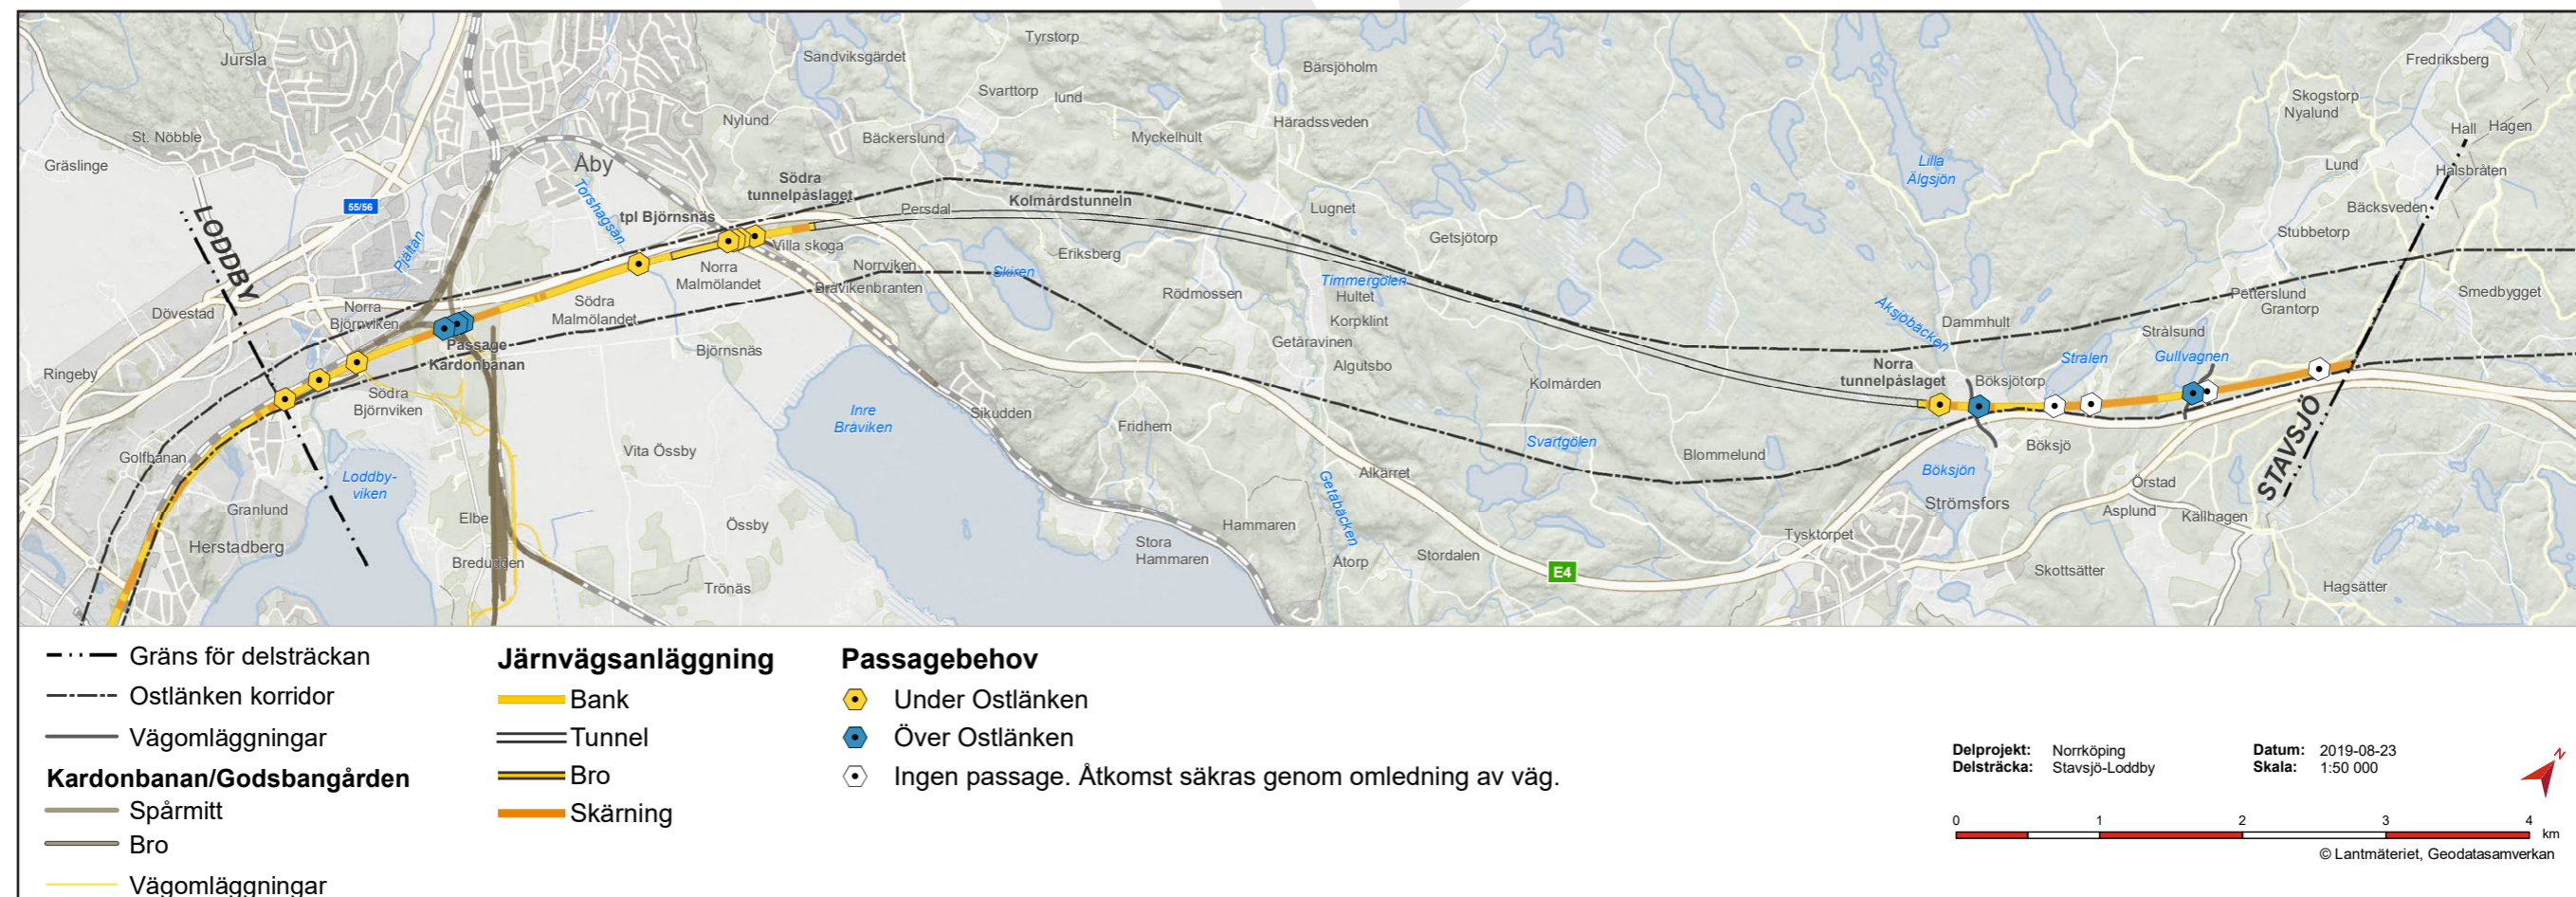 Jursla
Sandviksgärdet
Tyrstorp
Bärsjöholm
Fredriksberg
Svarttorp
lund
Skogstorp
Nyalund
Nylund
Bäckerslund
Myckelhult
Häradssveden
Hall
Hagen
St. Nöbble
Gräslinge
Åby
Lilla
Älgsjön
Lund
Halsbråten
55/56
LODDBY
Pjältån
Torshagsån
tpl Björnsnäs
Södra
tunnelpåslaget
Persdal
Kolmårdstunneln
Lugnet
Bäcksveden
Getsjötorp
Stubbetorp
Villa skoga
Norrviken
Bråvikenbranten
Eriksberg
Skiren
Norra
Malmölandet
Timmergölen
Hultet
Korpklint
Rödmossen
Petterslund
Grantorp
Smedbygget
Dövestad
Norra
Björnviken
Södra
Malmölandet
Aksjöbäcken
Dammhult
Strålsund
Passage
Kardonbanan
Björnsnäs
Getåravinen
Algutsbo
Stralen
Gullvagnen
Ringeby
Södra
Björnviken
Kolmården
Norra
tunnelpåslaget
Böksjötorp
STAVSJÖ
Inre
Bråviken
Sikudden
Fridhem
Svartgölen
Blommelund
Böksjö
Golfbanan
Vita Össby
Loddby-
viken
Alkärret
Getåbäcken
Böksjön
Örstad
Granlund
Elbe
Össby
Hammaren
Strömsfors
Asplund
Källhagen
Herstadberg
Bredudden
Stora
Hammaren
Åtorp
Stordalen
E4
Tysktorpet
Skottsätter
Trönäs
Hagsätter
Gräns för delsträckan
Ostlänken korridor
Vägomläggningar
Kardonbanan/Godsbangården
Spårmitt
Bro
Vägomläggningar
Järnvägsanläggning
Bank
Tunnel
Bro
Skärning
Passagebehov
Under Ostlänken
Över Ostlänken
Ingen passage. Åtkomst säkras genom omledning av väg.
Delprojekt: Norrköping
Delsträcka: Stavsjö-Loddby
Datum: 2019-08-23
Skala: 1:50 000
N
0 1 2 3 4
km
© Lantmäteriet, Geodatasamverkan